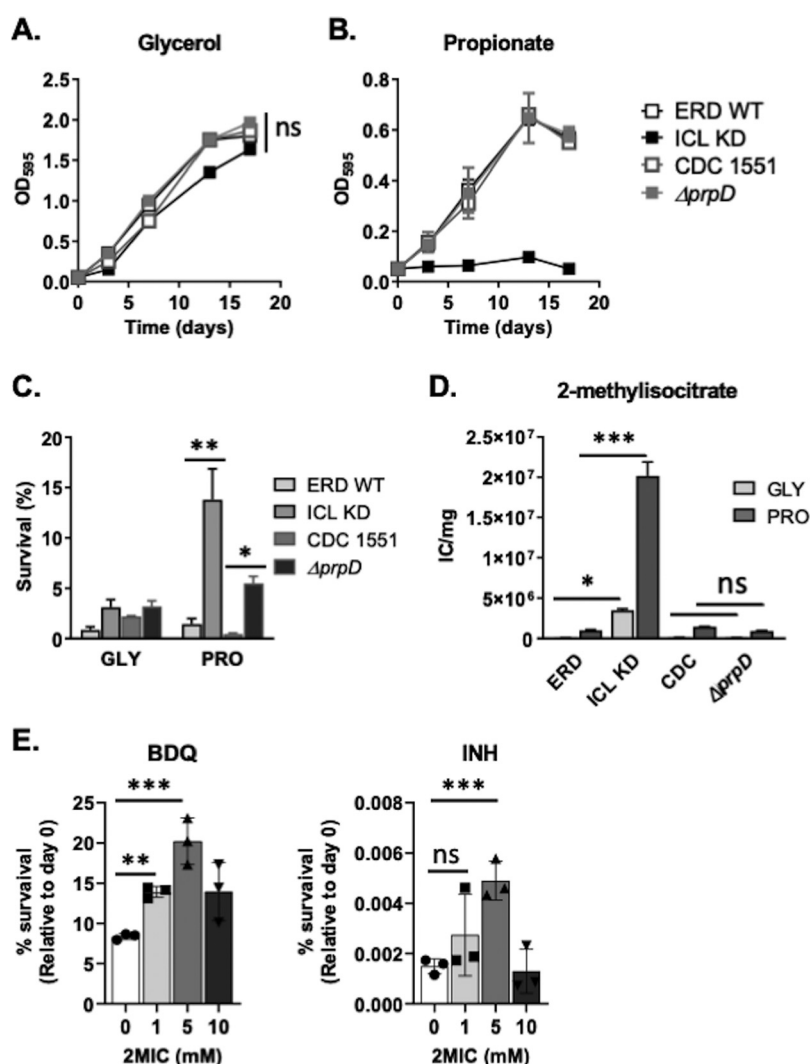 A.
Glycerol
OD595
2.5
2.0
1.5
1.0
0.5
0.0
0 5 10 15 20
Time (days)
ns
B.
Propionate
OD595
0.8
0.6
0.4
0.2
0.0
0 5 10 15 20
Time (days)
ERD WT
ICL KD
CDC 1551
ΔprpD
C.
Survival (%)
20
15
10
5
0
GLY PRO
**
*
ERD WT
ICL KD
CDC 1551
ΔprpD
D.
2-methylisocitrate
IC/mg
2.5×10⁷
2×10⁷
1.5×10⁷
1×10⁷
5×10⁶
0
***
*
ns
ERD ICL KD CDC ΔprpD
GLY
PRO
E.
BDQ
% survaival
(Relative to day 0)
25
20
15
10
5
0
***
**
0 1 5 10
2MIC (mM)
INH
% survaival
(Relative to day 0)
0.008
0.006
0.004
0.002
0.000
***
ns
0 1 5 10
2MIC (mM)